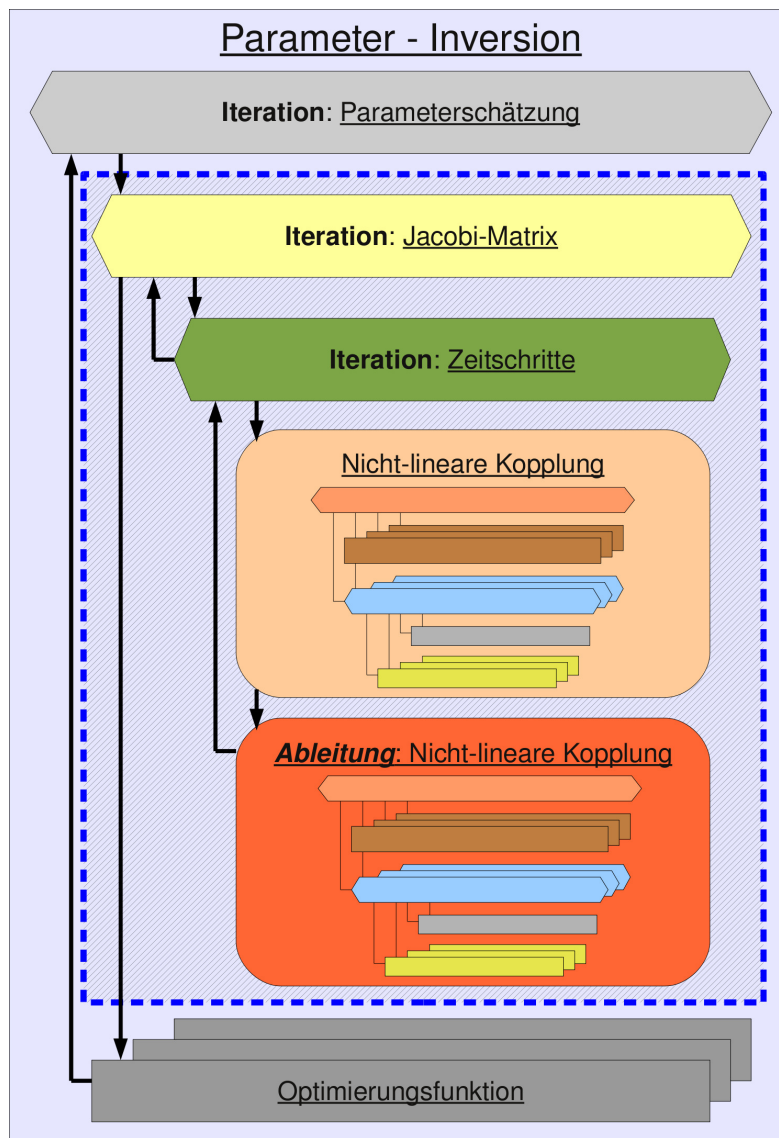 Parameter - Inversion
Iteration: Parameterschätzung
Iteration: Jacobi-Matrix
Iteration: Zeitschritte
Nicht-lineare Kopplung
Ableitung: Nicht-lineare Kopplung
Optimierungsfunktion